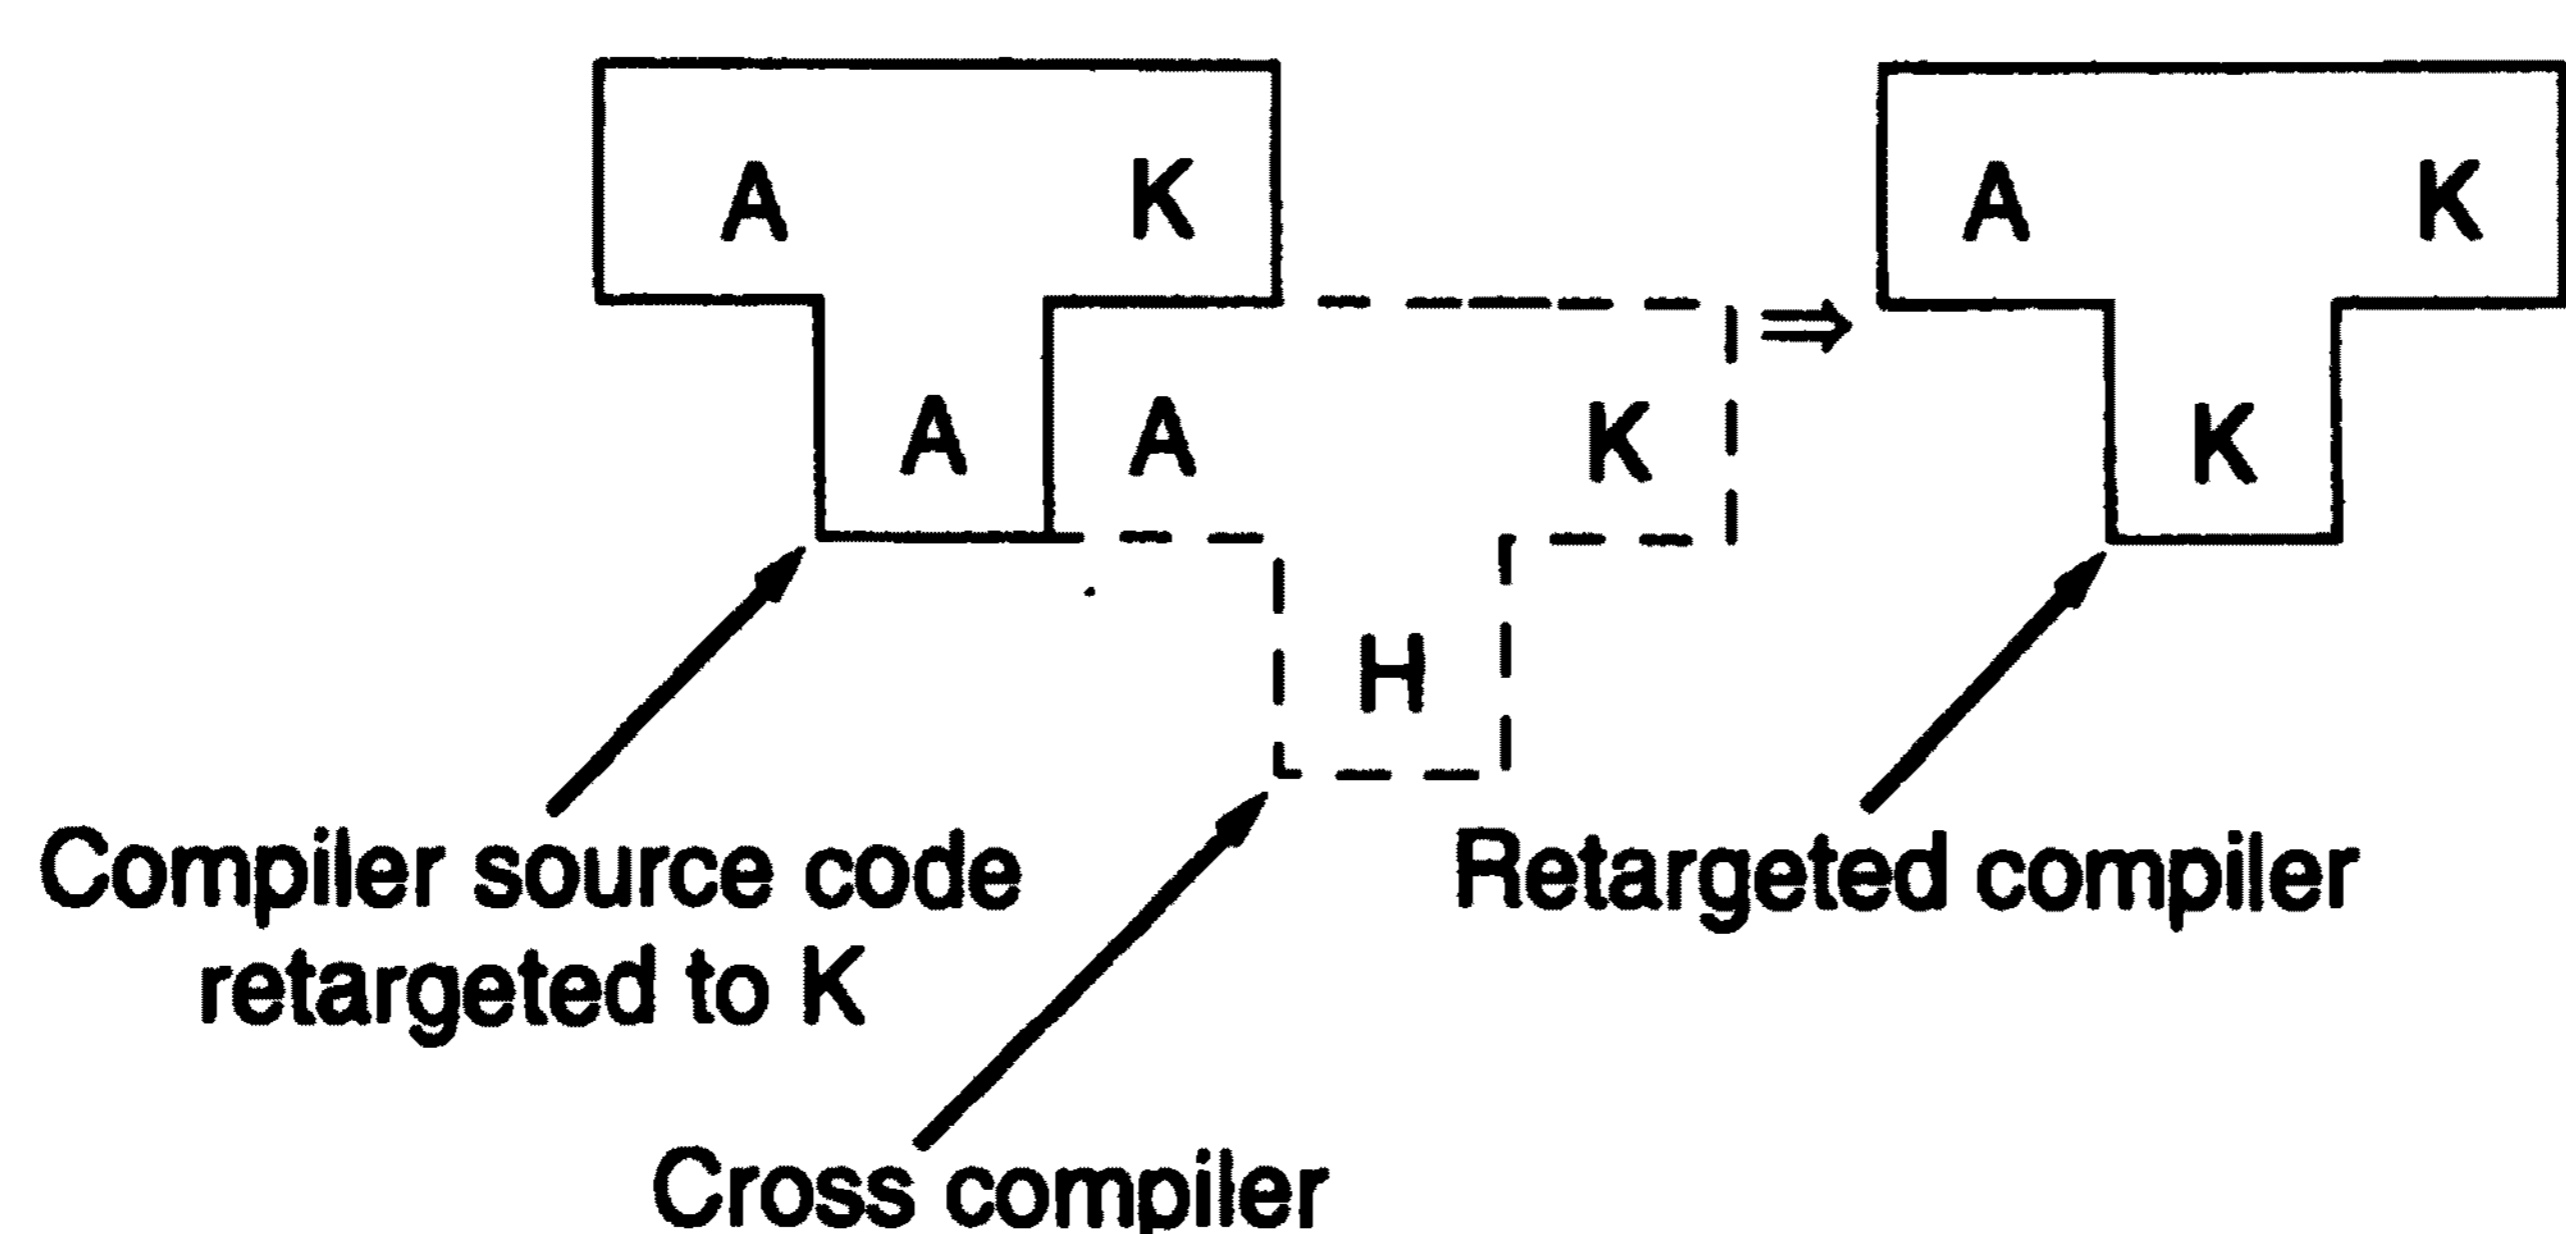 A K A K
A A K K
H
Compiler source code
retargeted to K
Retargeted compiler
Cross compiler